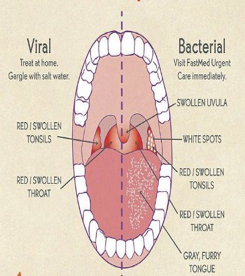 Viral
Treat at home.
Gargle with salt water.
Bacterial
Visit FastMed Urgent
Care immediately.
SWOLLEN UVULA
RED / SWOLLEN
TONSILS
WHITE SPOTS
RED / SWOLLEN
TONSILS
RED / SWOLLEN
THROAT
RED / SWOLLEN
THROAT
GRAY, FURRY
TONGUE